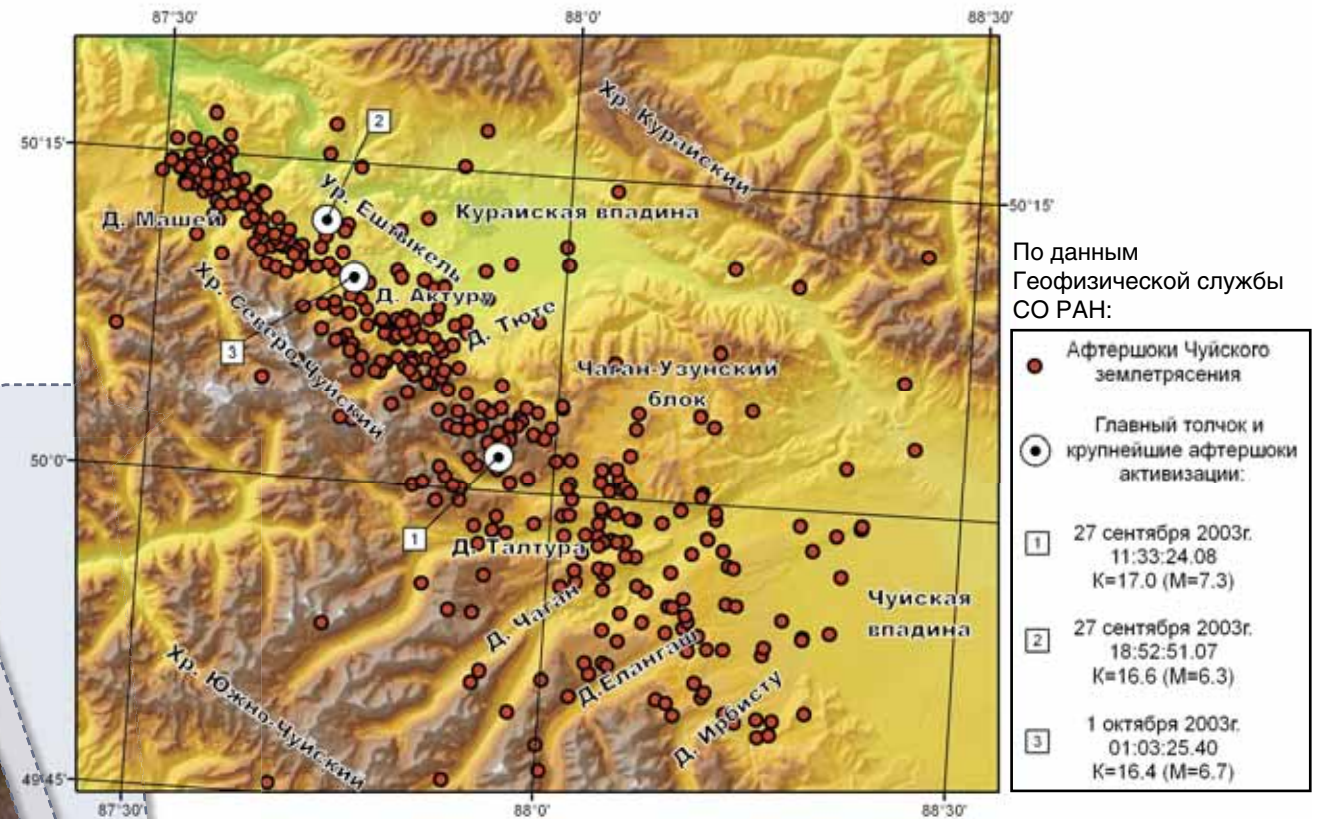 87°30'
88°0'
88°30'
50°15'
50°15'
50°0'
49°45'
87°30'
88°0'
88°30'
2
Хр. Курайский
Ур. Ештыкель
Д. Машей
Курайская впадина
Хр. Северо-Чуйский
Д. Актуру
Д. Тюте
3
Чаган-Узунский
блок
1
Д. Талтура
Д. Чаган
Чуйская
впадина
Д.Елангаш
Хр. Южно-Чуйский
Д. Ирбисту
По данным
Геофизической службы
СО РАН:
Афтершоки Чуйского
землетрясения
Главный толчок и
крупнейшие афтершоки
активизации:
1
27 сентября 2003г.
11:33:24.08
К=17.0 (М=7.3)
2
27 сентября 2003г.
18:52:51.07
К=16.6 (М=6.3)
3
1 октября 2003г.
01:03:25.40
К=16.4 (М=6.7)